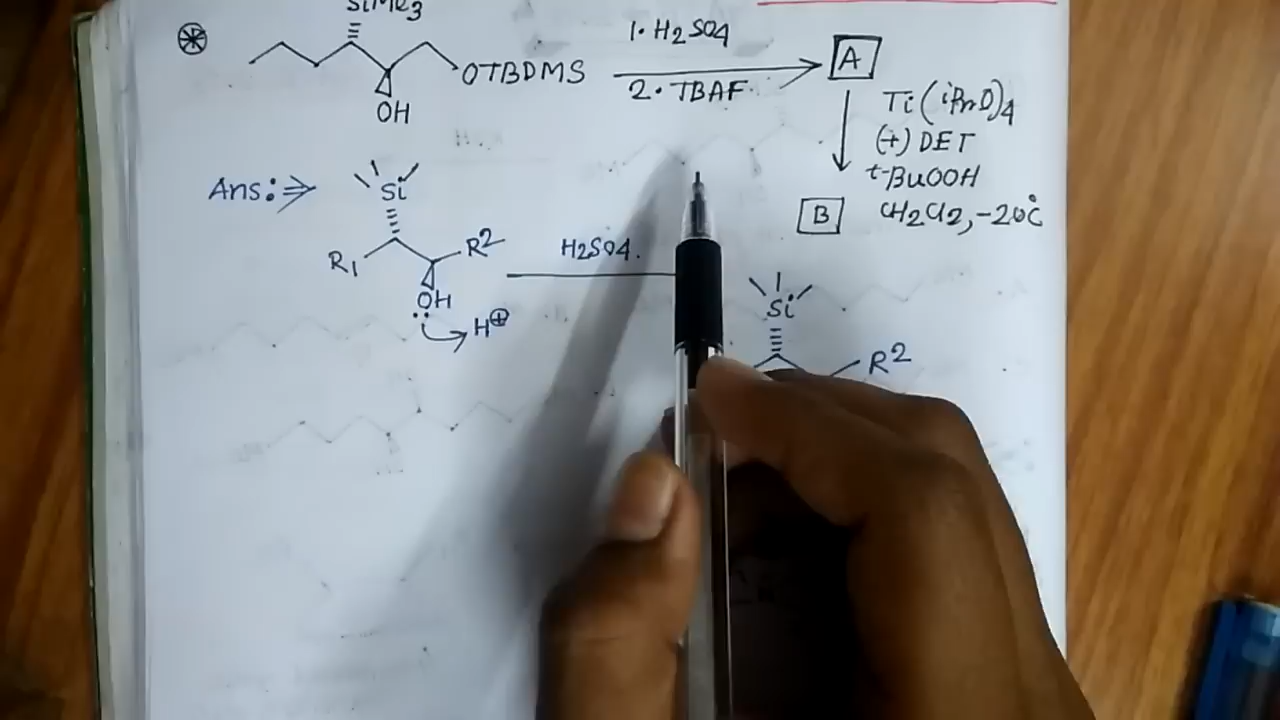 SiMe3
OTBDMS
OH
1. H2SO4
2. TBAF.
A
Ti(iPrO)4
(+) DET
t-BuOOH
CH2Cl2, -20°C
B
Ans:⇒
Si
R1
R2
OH
H⊕
H2SO4.
Si
R2